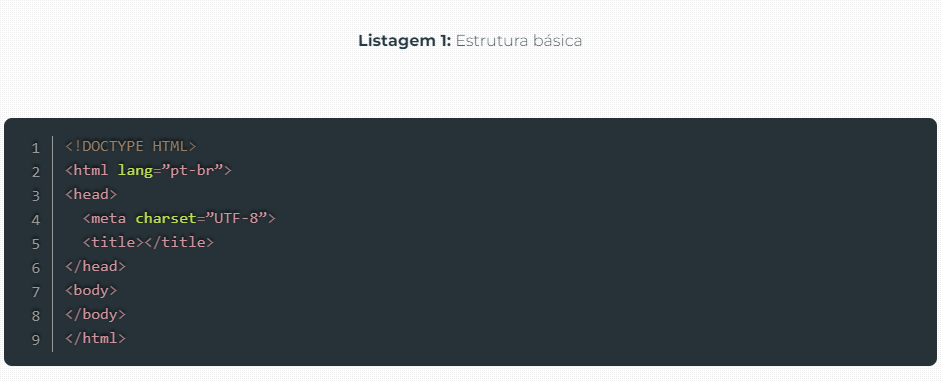 Listagem 1: Estrutura básica
1 <!DOCTYPE HTML>
2 <html lang=”pt-br”>
3 <head>
4   <meta charset=”UTF-8”>
5   <title></title>
6 </head>
7 <body>
8 </body>
9 </html>